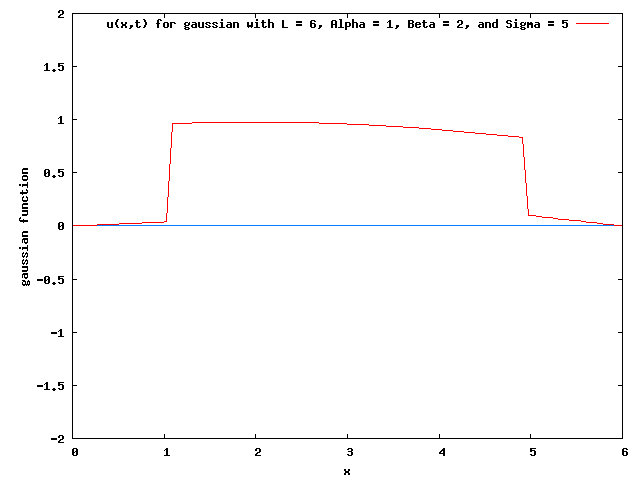 2
u(x,t) for gaussian with L = 6, Alpha = 1, Beta = 2, and Sigma = 5
1.5
1
0.5
gaussian function
0
-0.5
-1
-1.5
-2
0 1 2 3 4 5 6
x